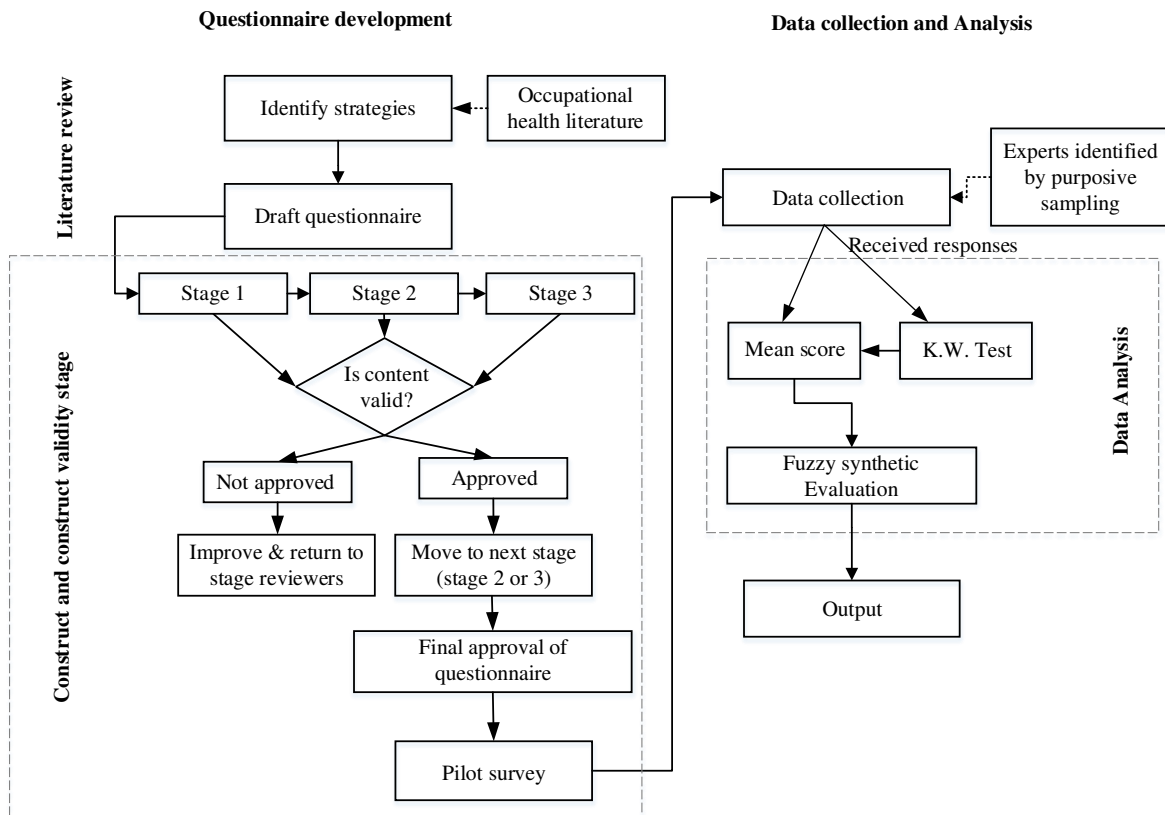 Questionnaire development
Data collection and Analysis
Literature review
Identify strategies
Occupational
health literature
Draft questionnaire
Construct and construct validity stage
Stage 1
Stage 2
Stage 3
Is content
valid?
Not approved
Approved
Improve & return to
stage reviewers
Move to next stage
(stage 2 or 3)
Final approval of
questionnaire
Pilot survey
Data collection
Experts identified
by purposive
sampling
Received responses
Mean score
K.W. Test
Data Analysis
Fuzzy synthetic
Evaluation
Output